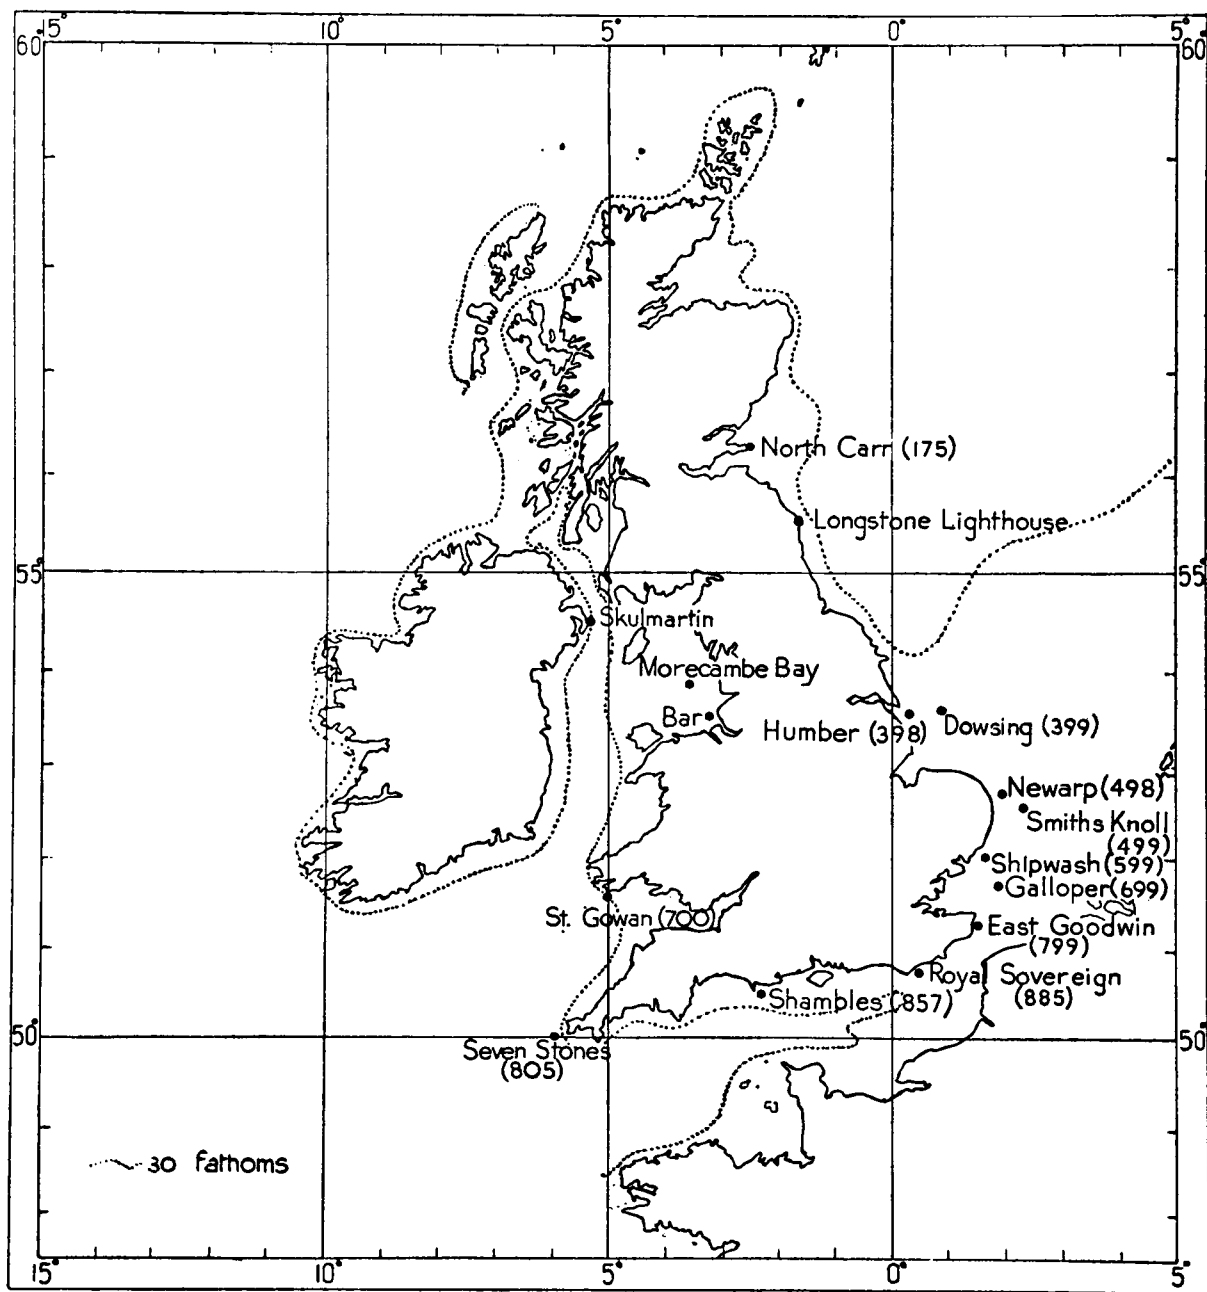 15° 10° 5° 0° 5°
60° 60°
North Carr (175)
Longstone Lighthouse
55° 55°
Skulmartin
Morecambe Bay
Bar
Humber (398)
Dowsing (399)
Newarp (498)
Smiths Knoll
(499)
Shipwash (599)
Galloper (699)
St. Gowan (700)
East Goodwin
(799)
Royal Sovereign
(885)
Shambles (857)
50° 50°
Seven Stones
(805)
30 fathoms
15° 10° 5° 0° 5°